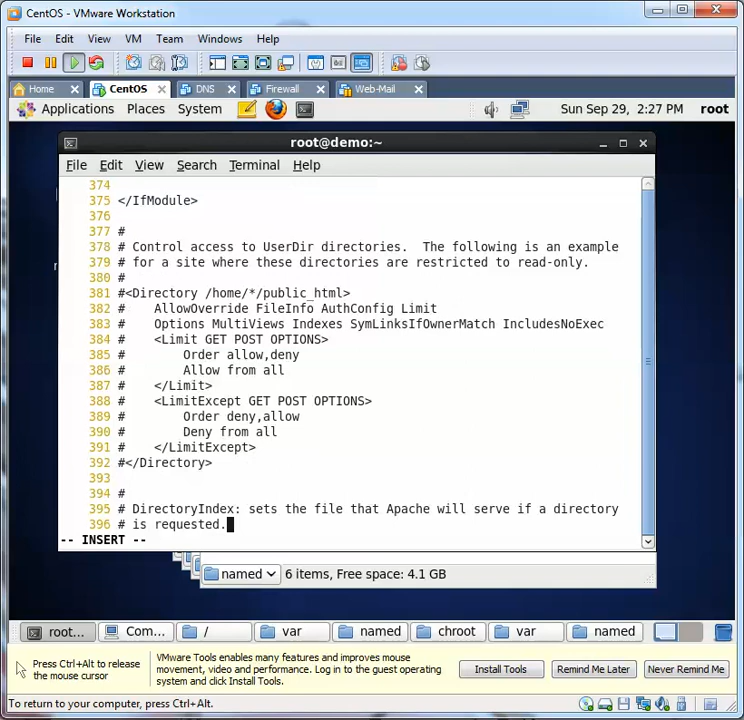 CentOS - VMware Workstation
File Edit View VM Team Windows Help
Home CentOS DNS Firewall Web-Mail
Applications Places System Sun Sep 29, 2:27 PM root
root@demo:~
File Edit View Search Terminal Help
374
375 </IfModule>
376
377 #
378 # Control access to UserDir directories.  The following is an example
379 # for a site where these directories are restricted to read-only.
380 #
381 #<Directory /home/*/public_html>
382 #    AllowOverride FileInfo AuthConfig Limit
383 #    Options MultiViews Indexes SymLinksIfOwnerMatch IncludesNoExec
384 #    <Limit GET POST OPTIONS>
385 #        Order allow,deny
386 #        Allow from all
387 #    </Limit>
388 #    <LimitExcept GET POST OPTIONS>
389 #        Order deny,allow
390 #        Deny from all
391 #    </LimitExcept>
392 #</Directory>
393
394 #
395 # DirectoryIndex: sets the file that Apache will serve if a directory
396 # is requested.
-- INSERT --
named 6 items, Free space: 4.1 GB
root... Com... / var named chroot var named
Press Ctrl+Alt to release
the mouse cursor
VMware Tools enables many features and improves mouse
movement, video and performance. Log in to the guest operating
system and click Install Tools.
Install Tools Remind Me Later Never Remind Me
To return to your computer, press Ctrl+Alt.